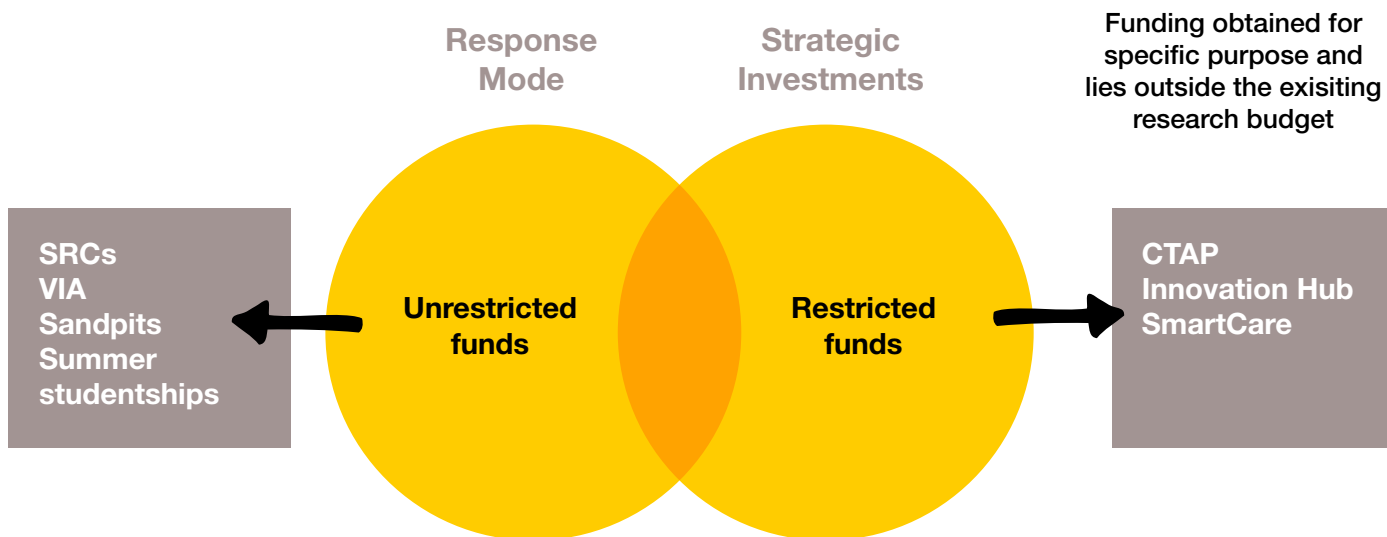 Response
Mode
Strategic
Investments
Funding obtained for
specific purpose and
lies outside the exisiting
research budget
SRCs
VIA
Sandpits
Summer
studentships
Unrestricted
funds
Restricted
funds
CTAP
Innovation Hub
SmartCare